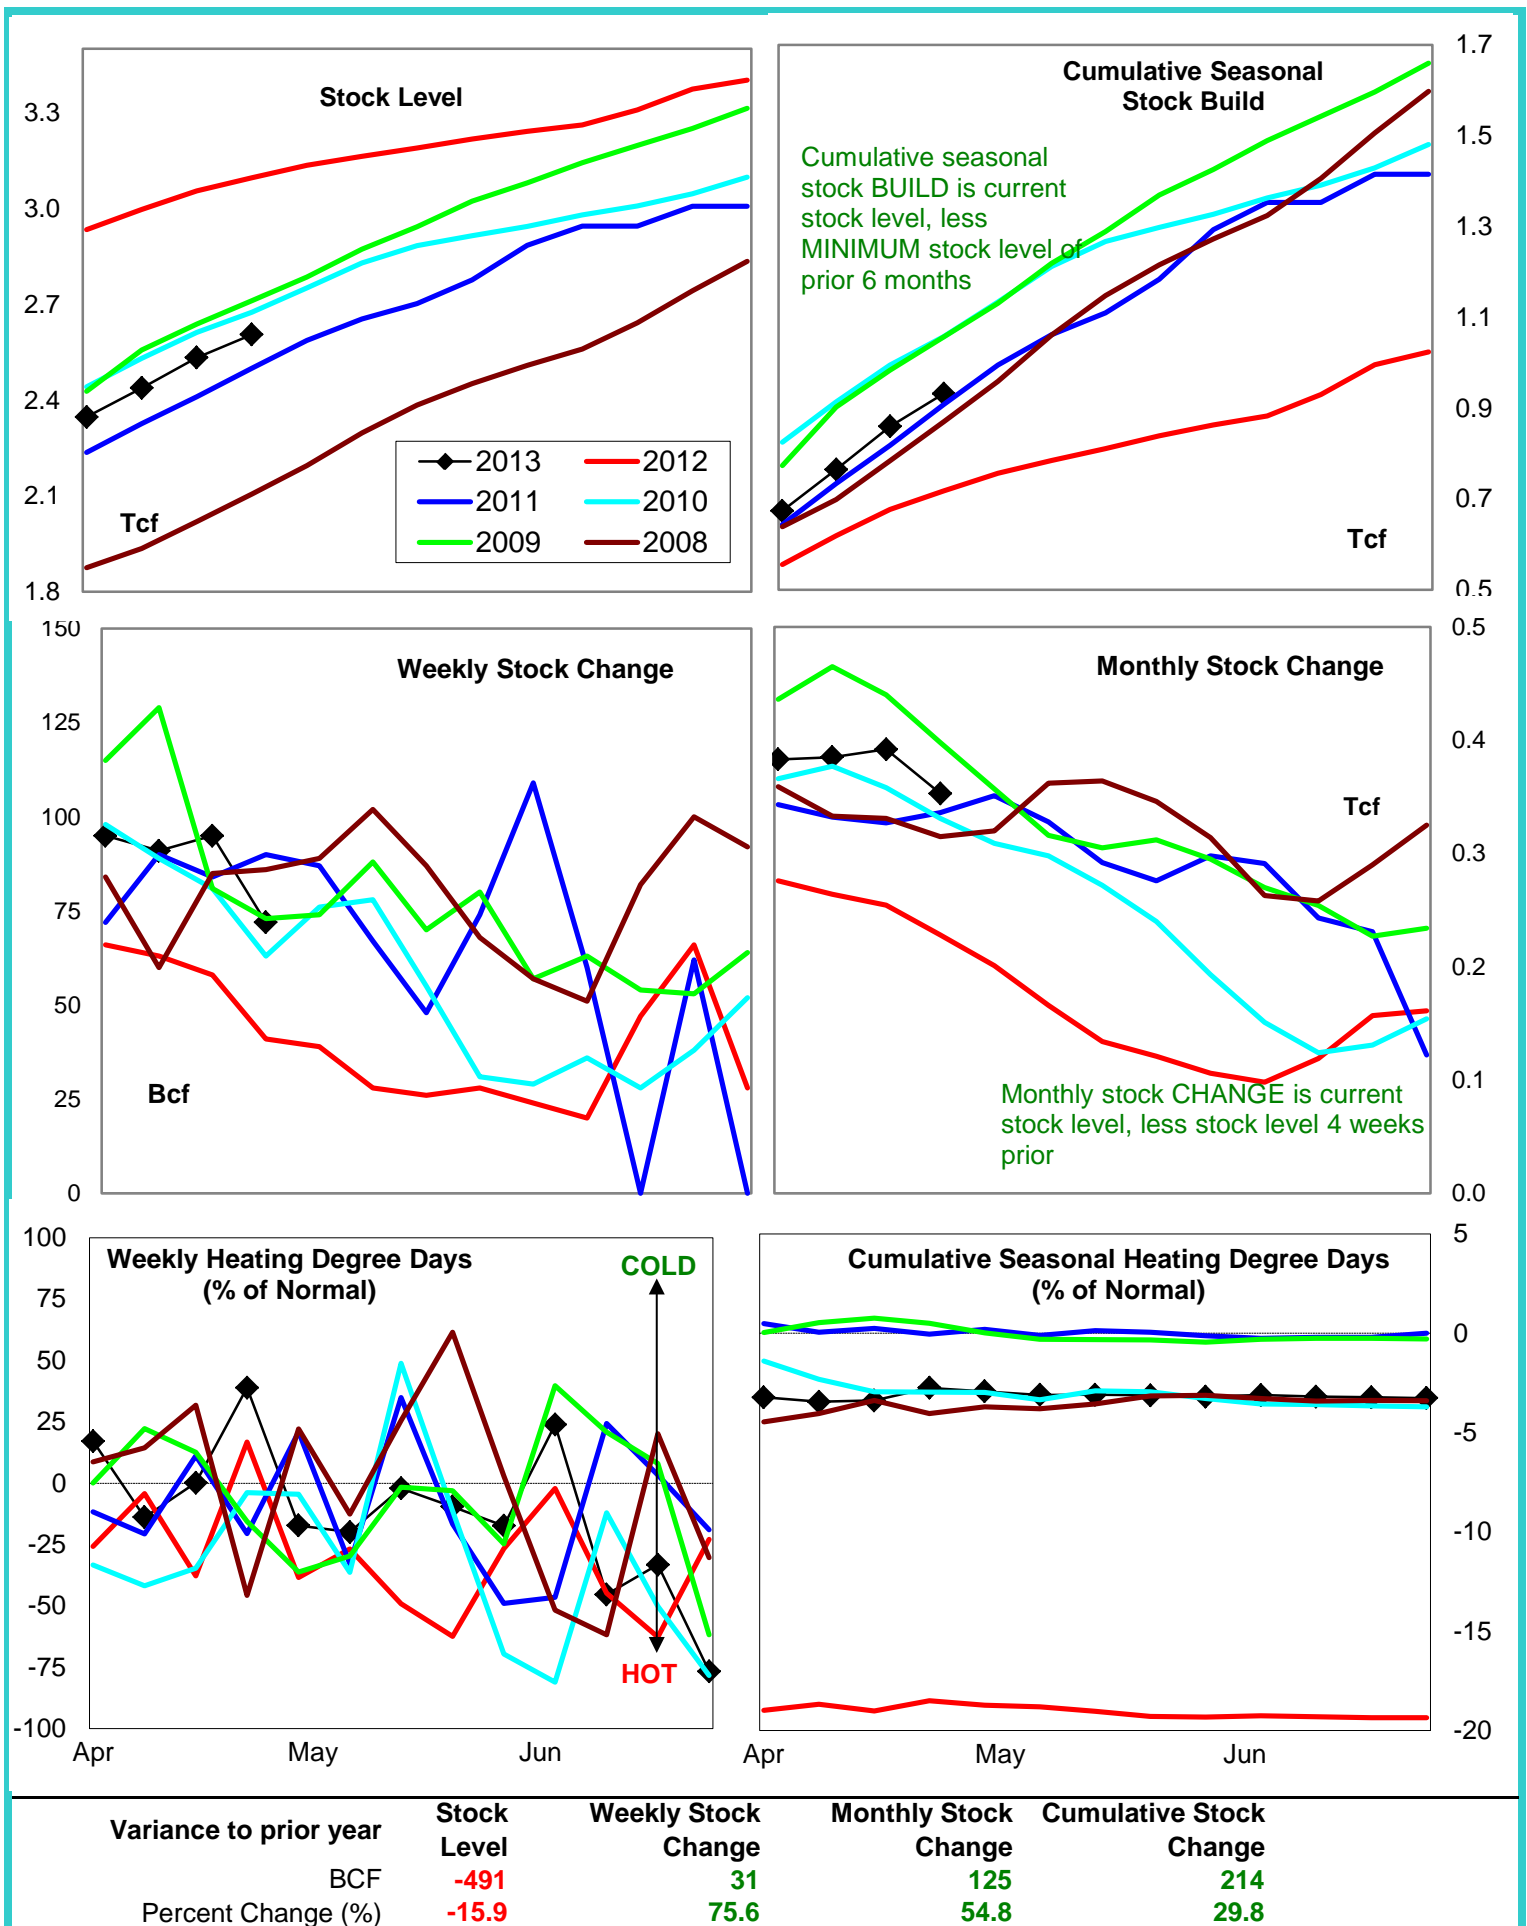 Stock Level
3.3
3.0
2.7
2.4
2.1
1.8
Tcf
2013 2012
2011 2010
2009 2008
Cumulative Seasonal
Stock Build
Cumulative seasonal
stock BUILD is current
stock level, less
MINIMUM stock level of
prior 6 months
1.7
1.5
1.3
1.1
0.9
0.7
0.5
Tcf
Weekly Stock Change
150
125
100
75
50
25
0
Bcf
Monthly Stock Change
0.5
0.4
0.3
0.2
0.1
0.0
Tcf
Monthly stock CHANGE is current
stock level, less stock level 4 weeks
prior
Weekly Heating Degree Days
(% of Normal)
COLD
HOT
100
75
50
25
0
-25
-50
-75
-100
Apr May Jun
Cumulative Seasonal Heating Degree Days
(% of Normal)
5
0
-5
-10
-15
-20
Apr May Jun
Variance to prior year
Stock Weekly Stock Monthly Stock Cumulative Stock
Level Change Change Change
BCF -491 31 125 214
Percent Change (%) -15.9 75.6 54.8 29.8